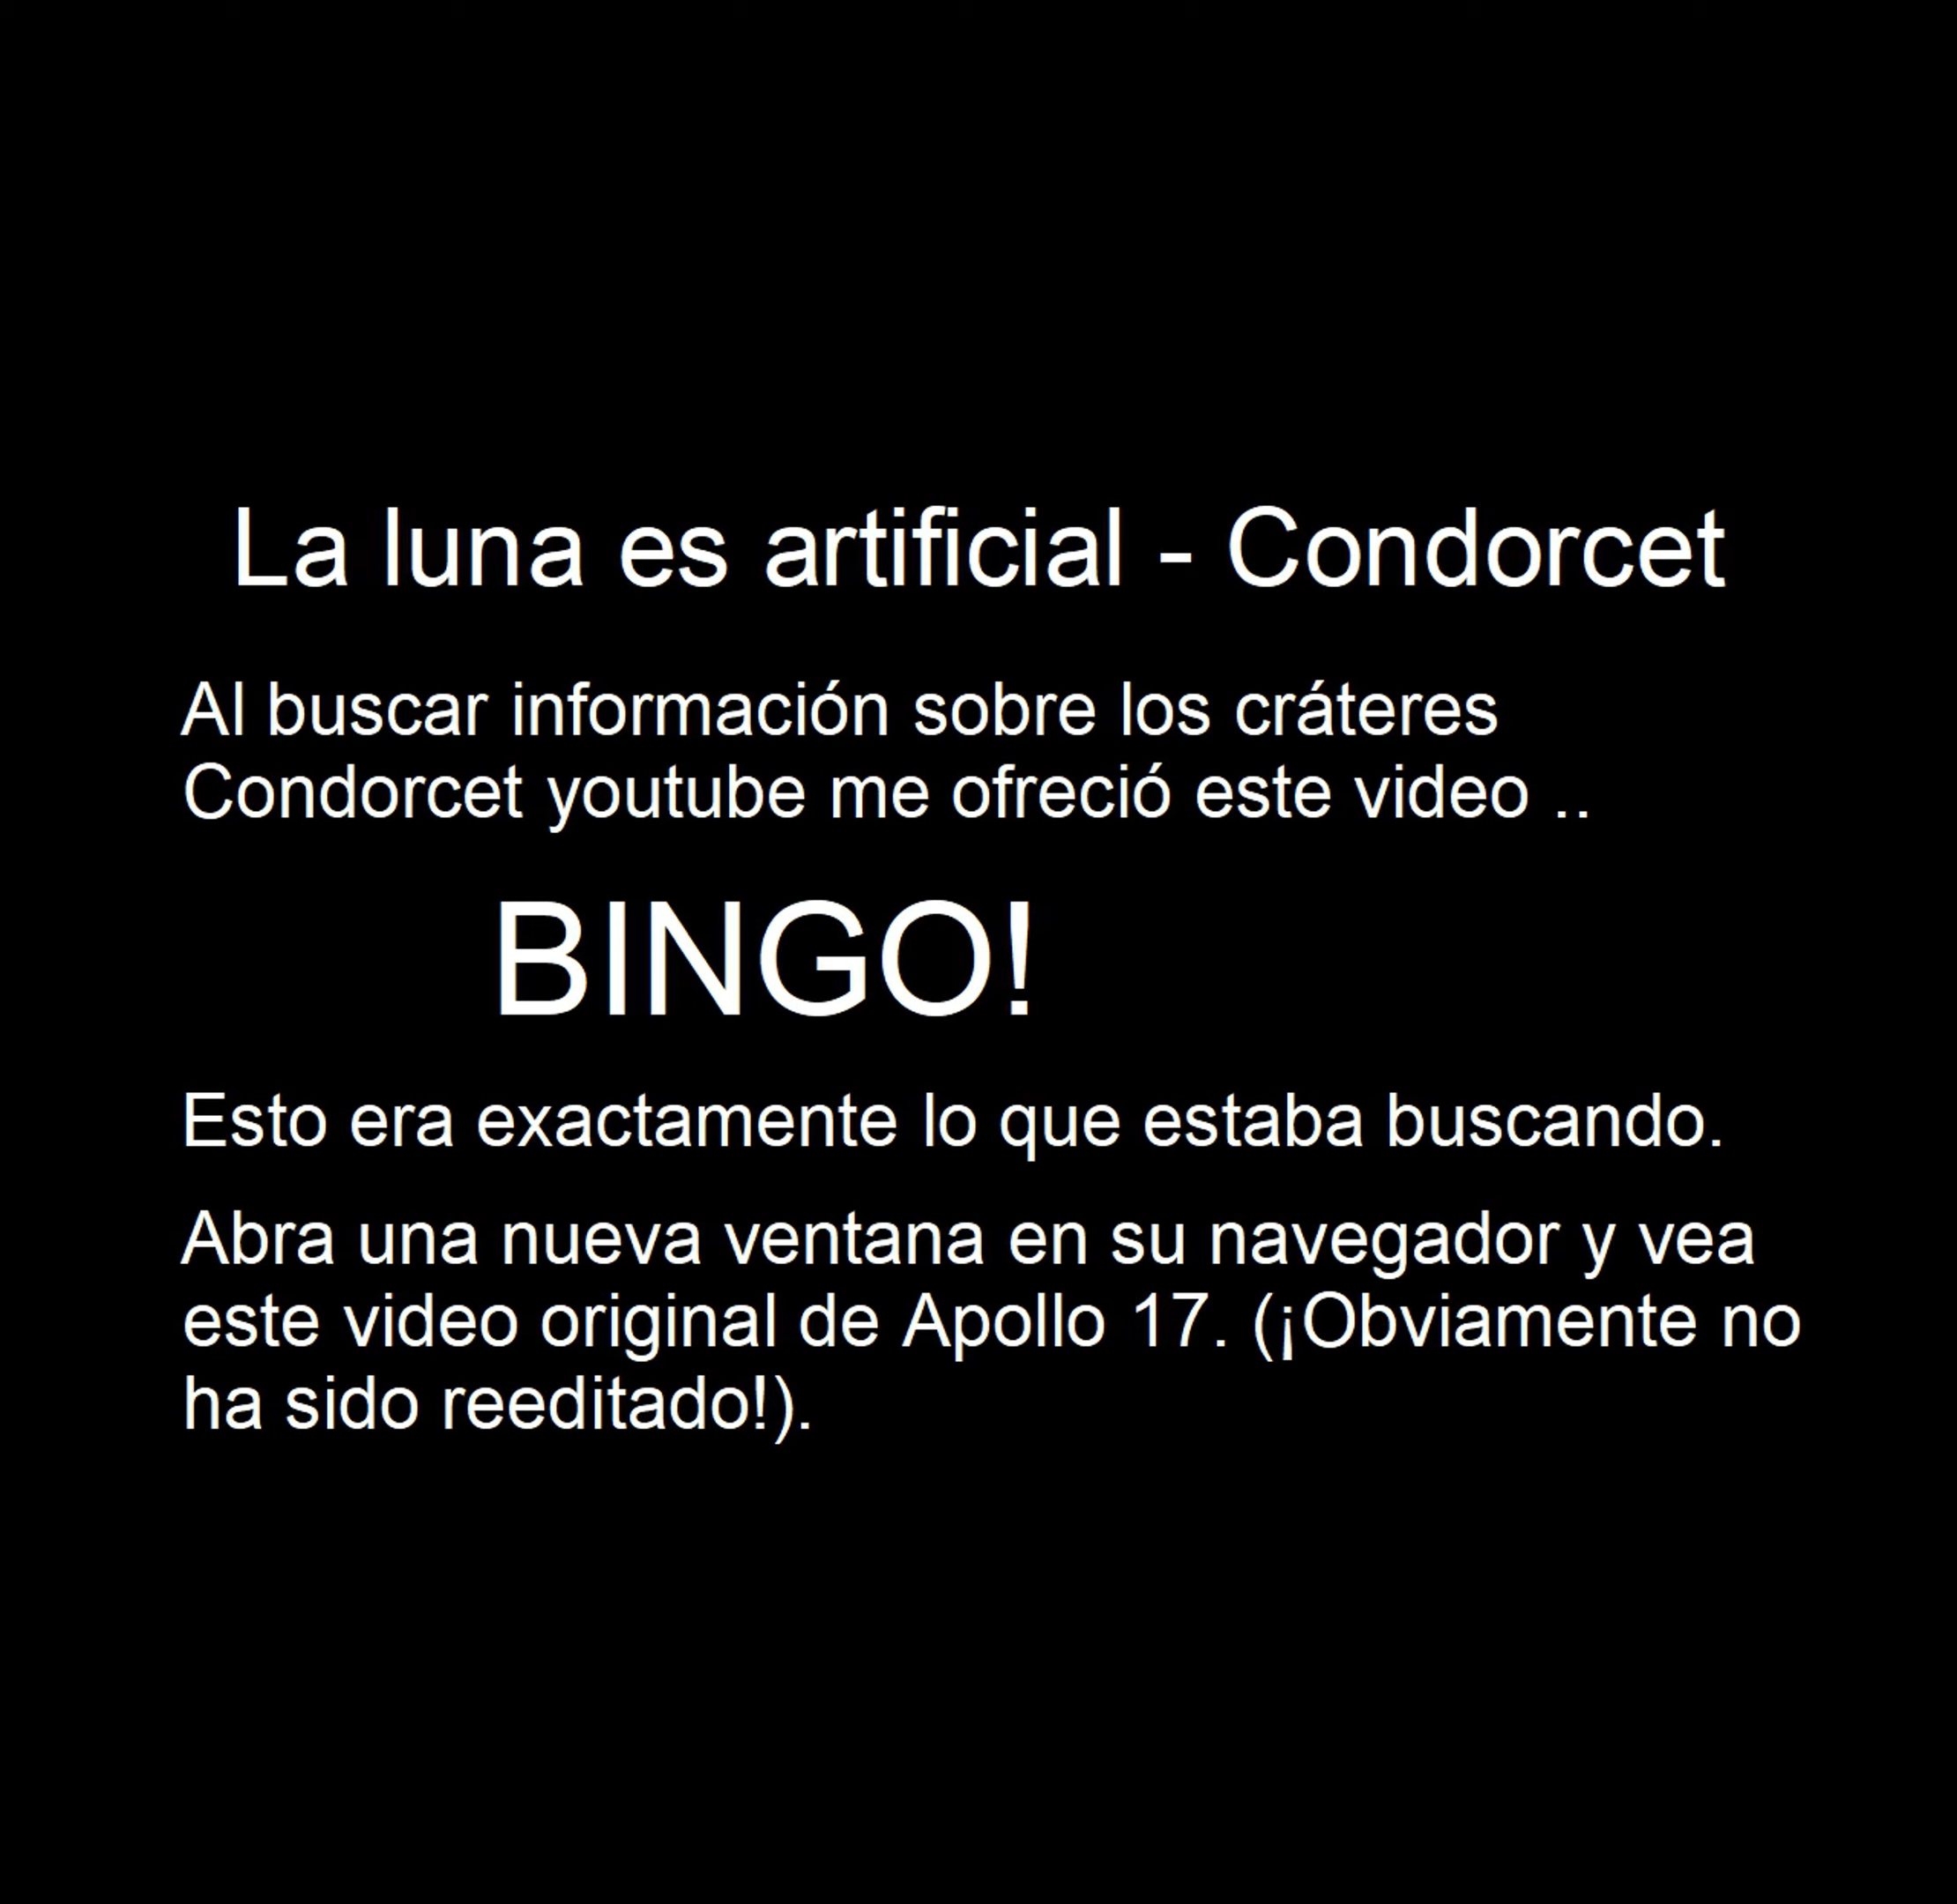 La luna es artificial - Condorcet
Al buscar información sobre los cráteres
Condorcet youtube me ofreció este video ..
BINGO!
Esto era exactamente lo que estaba buscando.
Abra una nueva ventana en su navegador y vea
este video original de Apollo 17. (¡Obviamente no
ha sido reeditado!).